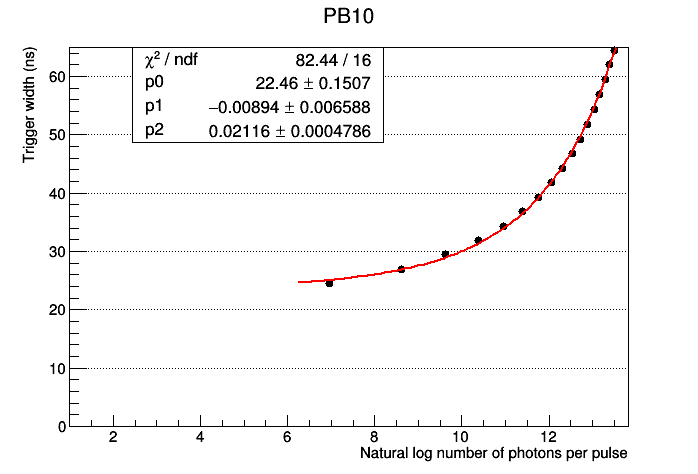 PB10
χ² / ndf 82.44 / 16
p0 22.46 ± 0.1507
p1 −0.00894 ± 0.006588
p2 0.02116 ± 0.0004786
Trigger width (ns)
60
50
40
30
20
10
0
2 4 6 8 10 12
Natural log number of photons per pulse